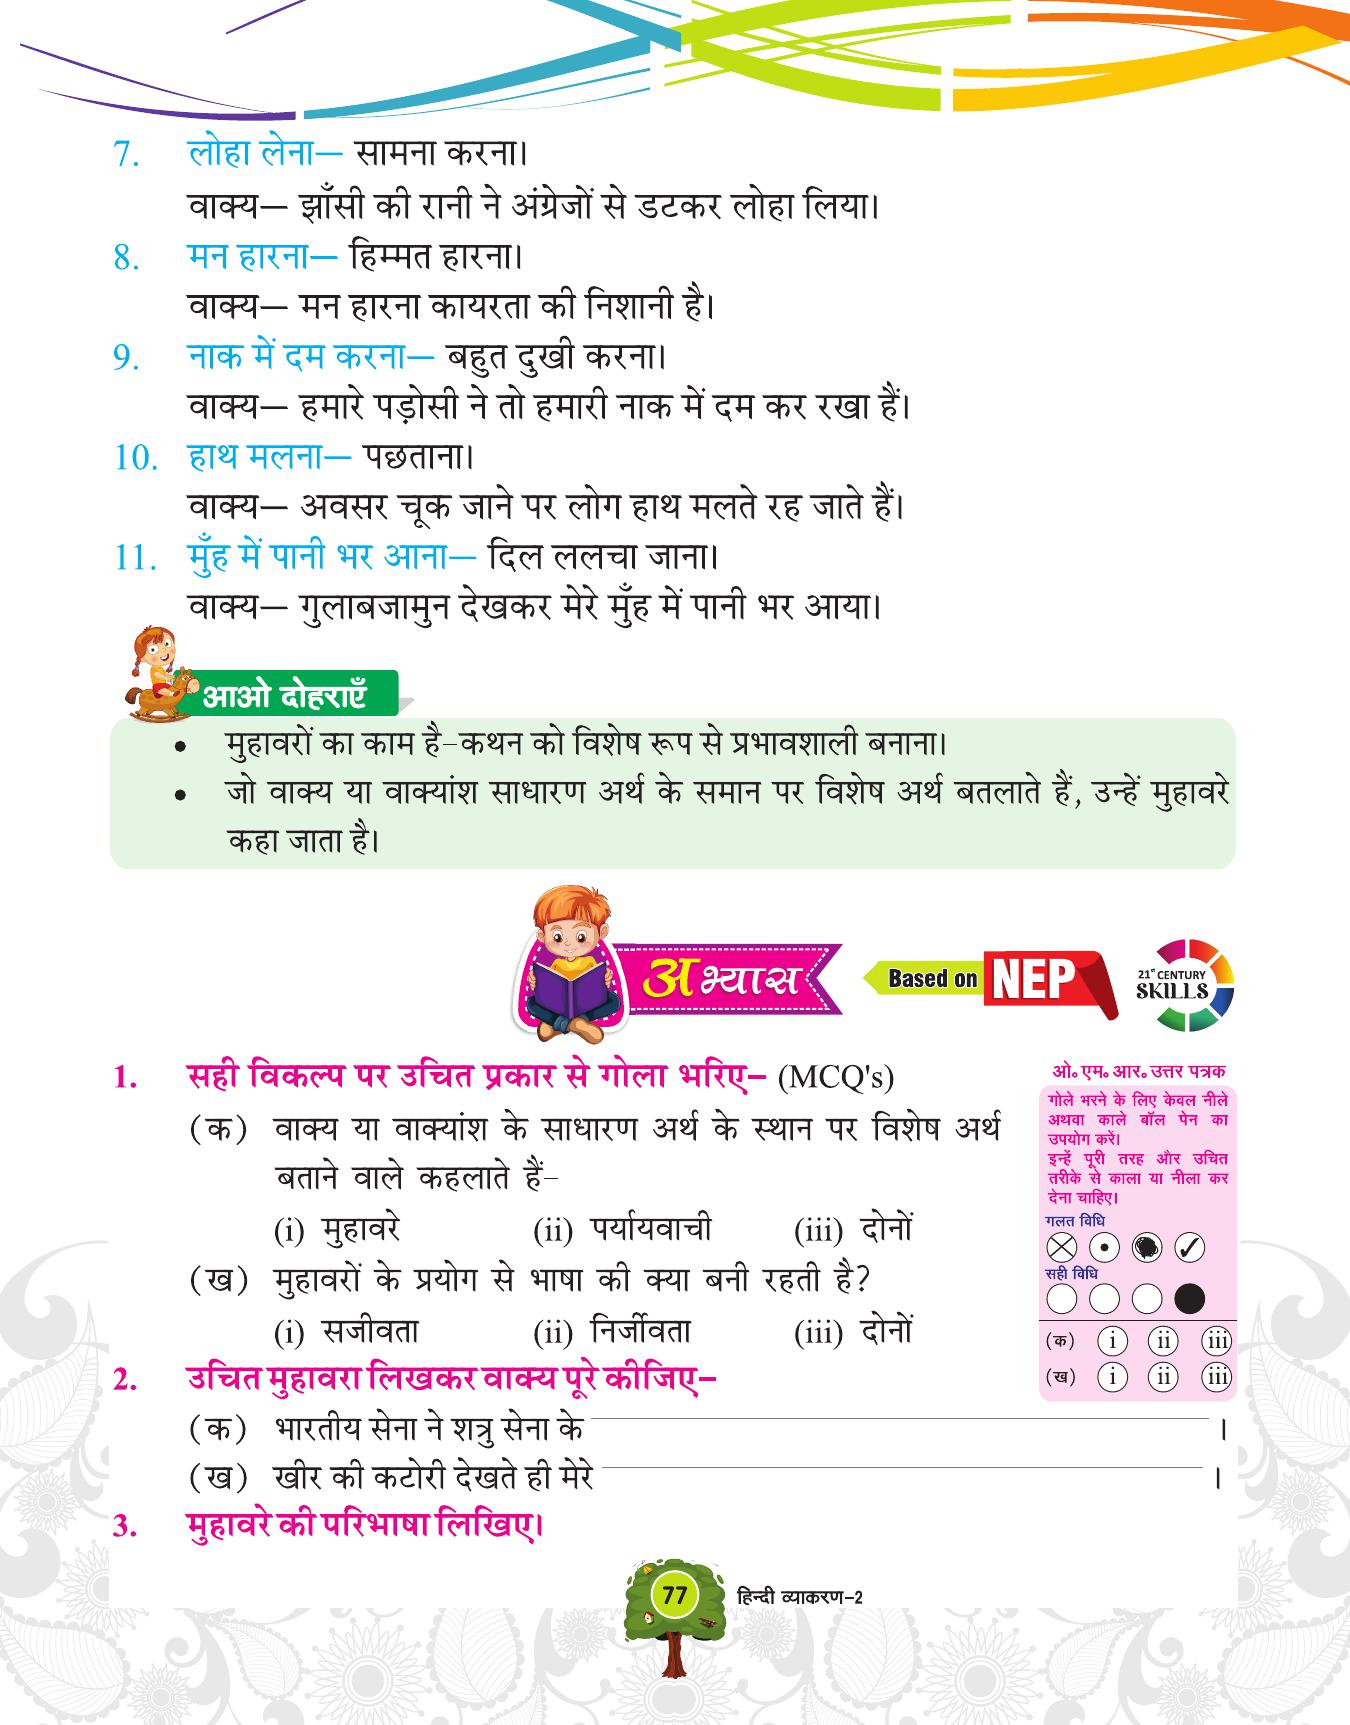 7. लोहा लेना— सामना करना।
वाक्य— झाँसी की रानी ने अंग्रेजों से डटकर लोहा लिया।
8. मन हारना— हिम्मत हारना।
वाक्य— मन हारना कायरता की निशानी है।
9. नाक में दम करना— बहुत दुखी करना।
वाक्य— हमारे पड़ोसी ने तो हमारी नाक में दम कर रखा हैं।
10. हाथ मलना— पछताना।
वाक्य— अवसर चूक जाने पर लोग हाथ मलते रह जाते हैं।
11. मुँह में पानी भर आना— दिल ललचा जाना।
वाक्य— गुलाबजामुन देखकर मेरे मुँह में पानी भर आया।
आओ दोहराएँ
• मुहावरों का काम है–कथन को विशेष रूप से प्रभावशाली बनाना।
• जो वाक्य या वाक्यांश साधारण अर्थ के समान पर विशेष अर्थ बतलाते हैं, उन्हें मुहावरे
कहा जाता है।
अभ्यास
Based on NEP
21st CENTURY
SKILLS
1. सही विकल्प पर उचित प्रकार से गोला भरिए– (MCQ's)
(क) वाक्य या वाक्यांश के साधारण अर्थ के स्थान पर विशेष अर्थ
बताने वाले कहलाते हैं–
(i) मुहावरे (ii) पर्यायवाची (iii) दोनों
(ख) मुहावरों के प्रयोग से भाषा की क्या बनी रहती है?
(i) सजीवता (ii) निर्जीवता (iii) दोनों
ओ॰ एम॰ आर॰ उत्तर पत्रक
गोले भरने के लिए केवल नीले
अथवा काले बॉल पेन का
उपयोग करें।
इन्हें पूरी तरह और उचित
तरीके से काला या नीला कर
देना चाहिए।
गलत विधि
सही विधि
(क) i ii iii
(ख) i ii iii
2. उचित मुहावरा लिखकर वाक्य पूरे कीजिए–
(क) भारतीय सेना ने शत्रु सेना के ।
(ख) खीर की कटोरी देखते ही मेरे ।
3. मुहावरे की परिभाषा लिखिए।
77 हिन्दी व्याकरण–2